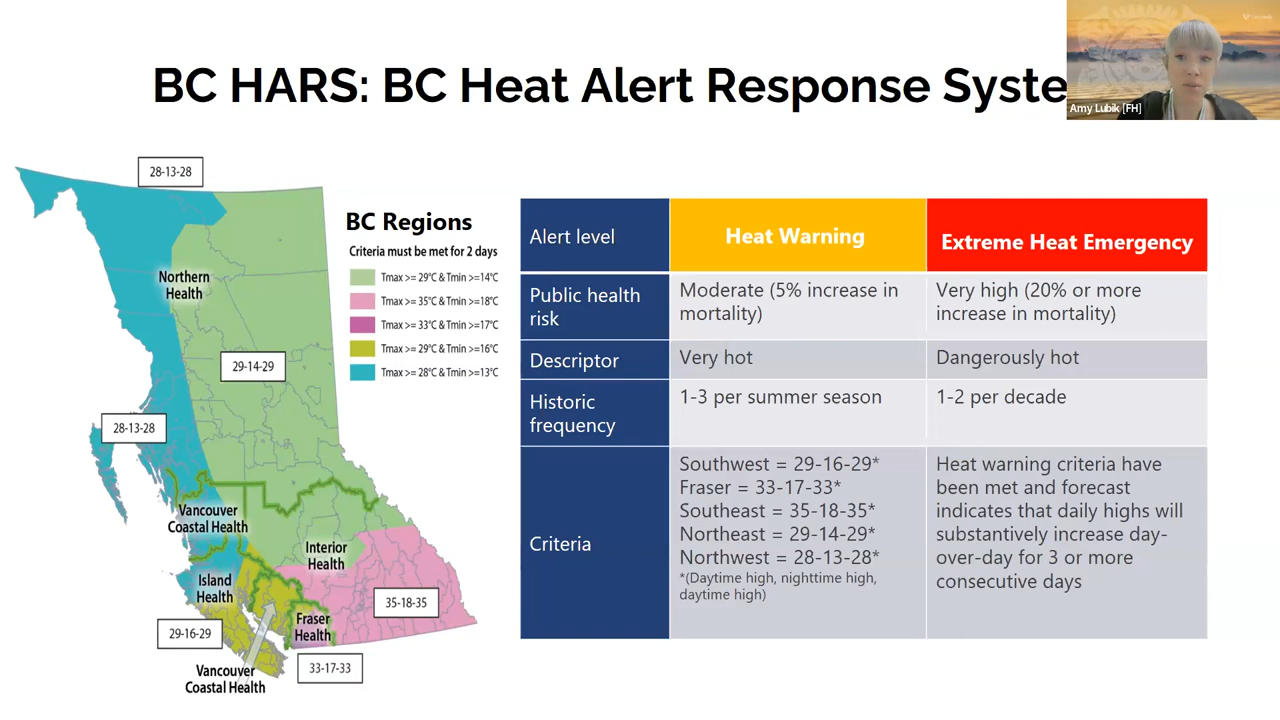 BC HARS: BC Heat Alert Response Syste
Amy Lubik [FH]
28-13-28
Northern
Health
29-14-29
28-13-28
Vancouver
Coastal Health
Interior
Health
Island
Health
35-18-35
Fraser
Health
29-16-29
33-17-33
Vancouver
Coastal Health
BC Regions
Criteria must be met for 2 days
Tmax >= 29°C & Tmin >=14°C
Tmax >= 35°C & Tmin >=18°C
Tmax >= 33°C & Tmin >=17°C
Tmax >= 29°C & Tmin >=16°C
Tmax >= 28°C & Tmin >=13°C
Alert level
Heat Warning
Extreme Heat Emergency
Public health
risk
Moderate (5% increase in
mortality)
Very high (20% or more
increase in mortality)
Descriptor
Very hot
Dangerously hot
Historic
frequency
1-3 per summer season
1-2 per decade
Criteria
Southwest = 29-16-29*
Fraser = 33-17-33*
Southeast = 35-18-35*
Northeast = 29-14-29*
Northwest = 28-13-28*
*(Daytime high, nighttime high,
daytime high)
Heat warning criteria have
been met and forecast
indicates that daily highs will
substantively increase day-
over-day for 3 or more
consecutive days